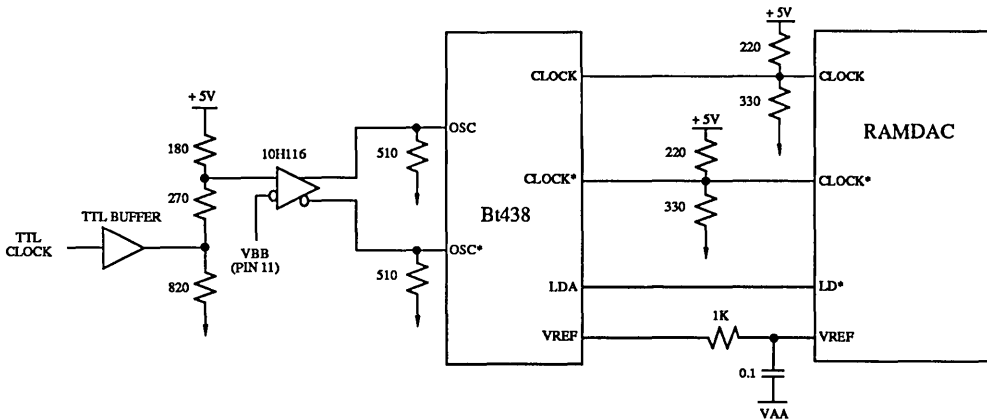 + 5V
220
CLOCK
CLOCK
330
+ 5V
RAMDAC
+ 5V
OSC
180
10H116
510
220
CLOCK*
CLOCK*
270
Bt438
330
TTL BUFFER
TTL
CLOCK
VBB
(PIN 11)
OSC*
820
510
LDA
LD*
1K
VREF
VREF
0.1
VAA